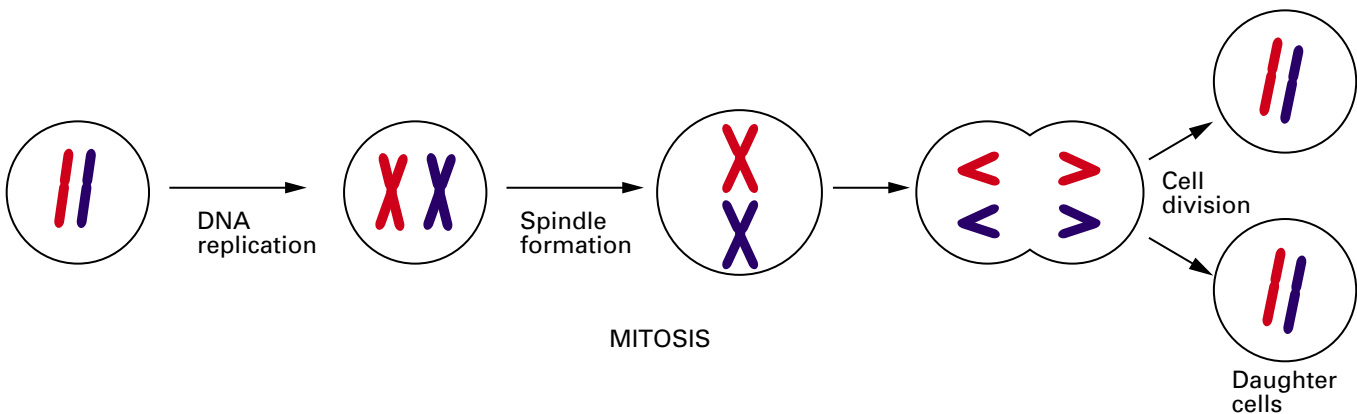 DNA
replication
Spindle
formation
Cell
division
MITOSIS
Daughter
cells